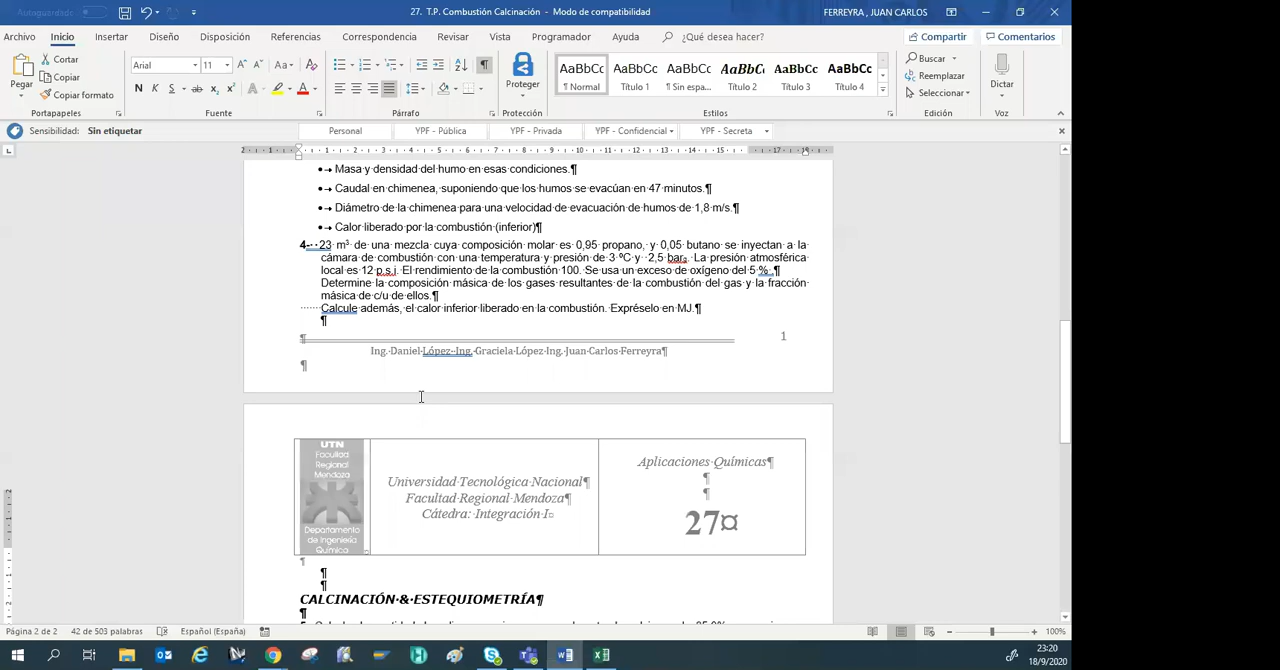 Autoguardado
27. T.P. Combustión Calcinación - Modo de compatibilidad
FERREYRA , JUAN CARLOS
Archivo Inicio Insertar Diseño Disposición Referencias Correspondencia Revisar Vista Programador Ayuda ¿Qué desea hacer? Compartir Comentarios
Pegar
Cortar
Copiar
Copiar formato
Portapapeles
Arial 11
Fuente
Párrafo
Proteger
Protección
AaBbCc AaBbCc AaBbCc AaBbC AaBbCc AaBbCc
¶ Normal Título 1 ¶ Sin espa... Título 2 Título 3 Título 4
Estilos
Buscar
Reemplazar
Seleccionar
Edición
Dictar
Voz
Sensibilidad: Sin etiquetar Personal YPF - Pública YPF - Privada YPF - Confidencial YPF - Secreta
Masa·y·densidad·del·humo·en·esas·condiciones.¶
Caudal·en·chimenea,·suponiendo·que·los·humos·se·evacúan·en·47·minutos.¶
Diámetro·de·la·chimenea·para·una·velocidad·de·evacuación·de·humos·de·1,8·m/s.¶
Calor·liberado·por·la·combustión·(inferior)¶
4-··23·m³·de·una·mezcla·cuya·composición·molar·es·0,95·propano,·y·0,05·butano·se·inyectan·a·la·
cámara·de·combustión·con·una·temperatura·y·presión·de·3·ºC·y··2,5·barg.·La·presión·atmosférica·
local·es·12·p.s.i.·El·rendimiento·de·la·combustión·100.·Se·usa·un·exceso·de·oxígeno·del·5·%·.¶
Determine·la·composición·másica·de·los·gases·resultantes·de·la·combustión·del·gas·y·la·fracción·
másica·de·c/u·de·ellos.¶
Calcule·además,·el·calor·inferior·liberado·en·la·combustión.·Expréselo·en·MJ.¶
¶
¶
1
Ing.·Daniel·López··Ing.·Graciela·López·Ing.·Juan·Carlos·Ferreyra¶
¶
UTN
Facultad
Regional
Mendoza
Departamento
de Ingeniería
Química
Universidad·Tecnológica·Nacional¶
Facultad·Regional·Mendoza¶
Cátedra:·Integración·I¤
Aplicaciones·Químicas¶
¶
¶
27¤
¶
¶
¶
CALCINACIÓN·&·ESTEQUIOMETRÍA¶
¶
Página 2 de 2 42 de 503 palabras Español (España) 100%
23:20
18/9/2020